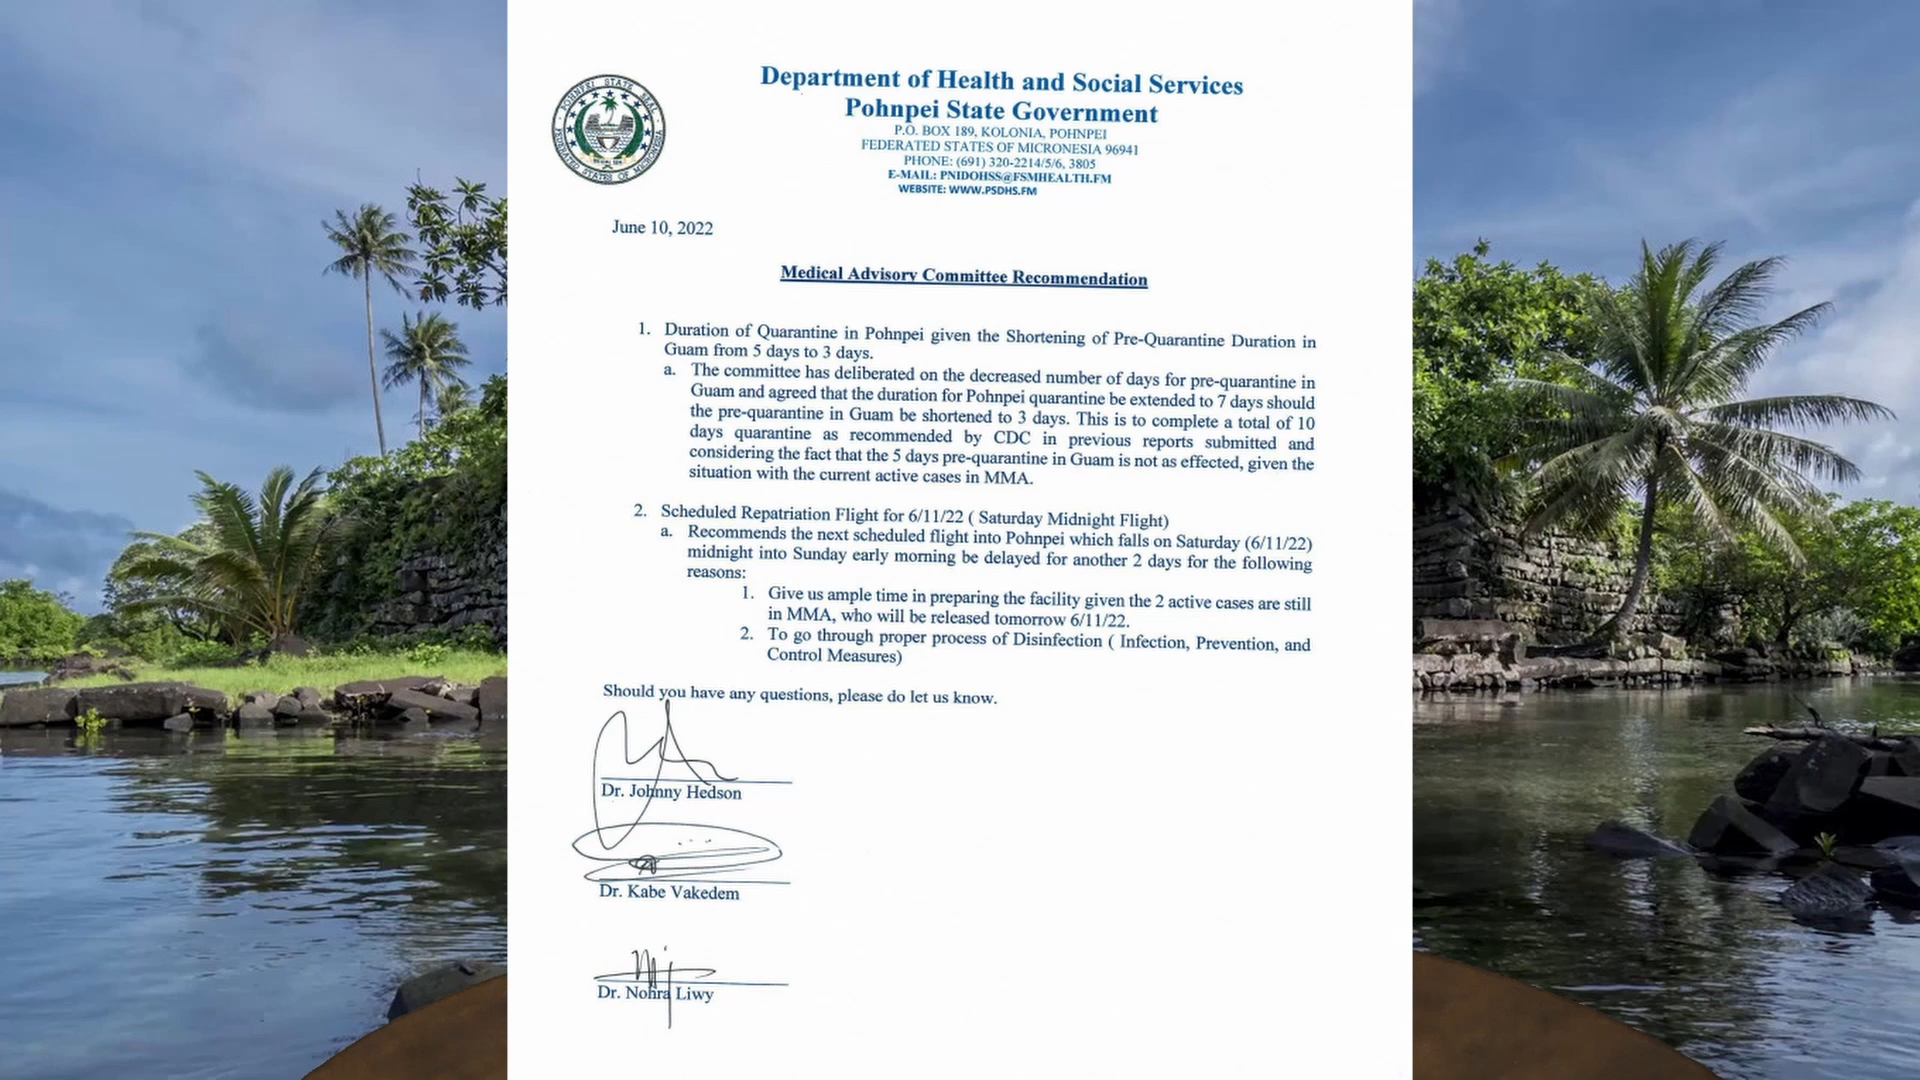 POHNPEI STATE SEAL
FEDERATED STATES OF MICRONESIA
Department of Health and Social Services
Pohnpei State Government
P.O. BOX 189, KOLONIA, POHNPEI
FEDERATED STATES OF MICRONESIA 96941
PHONE: (691) 320-2214/5/6, 3805
E-MAIL: PNIDOHSS@FSMHEALTH.FM
WEBSITE: WWW.PSDHS.FM
June 10, 2022
Medical Advisory Committee Recommendation
1. Duration of Quarantine in Pohnpei given the Shortening of Pre-Quarantine Duration in
Guam from 5 days to 3 days.
a. The committee has deliberated on the decreased number of days for pre-quarantine in
Guam and agreed that the duration for Pohnpei quarantine be extended to 7 days should
the pre-quarantine in Guam be shortened to 3 days. This is to complete a total of 10
days quarantine as recommended by CDC in previous reports submitted and
considering the fact that the 5 days pre-quarantine in Guam is not as effected, given the
situation with the current active cases in MMA.
2. Scheduled Repatriation Flight for 6/11/22 ( Saturday Midnight Flight)
a. Recommends the next scheduled flight into Pohnpei which falls on Saturday (6/11/22)
midnight into Sunday early morning be delayed for another 2 days for the following
reasons:
1. Give us ample time in preparing the facility given the 2 active cases are still
in MMA, who will be released tomorrow 6/11/22.
2. To go through proper process of Disinfection ( Infection, Prevention, and
Control Measures)
Should you have any questions, please do let us know.
Dr. Johnny Hedson
Dr. Kabe Vakedem
Dr. Nohra Liwy